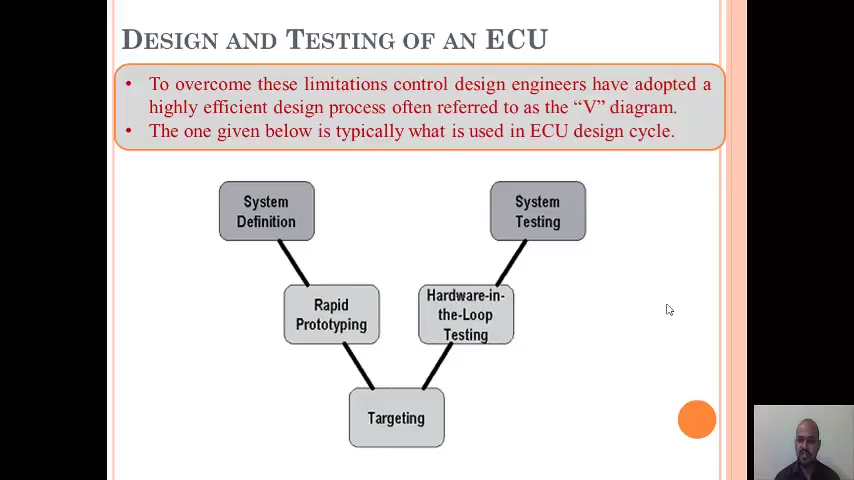 DESIGN AND TESTING OF AN ECU
• To overcome these limitations control design engineers have adopted a
highly efficient design process often referred to as the “V” diagram.
• The one given below is typically what is used in ECU design cycle.
System
Definition
System
Testing
Rapid
Prototyping
Hardware-in-
the-Loop
Testing
Targeting